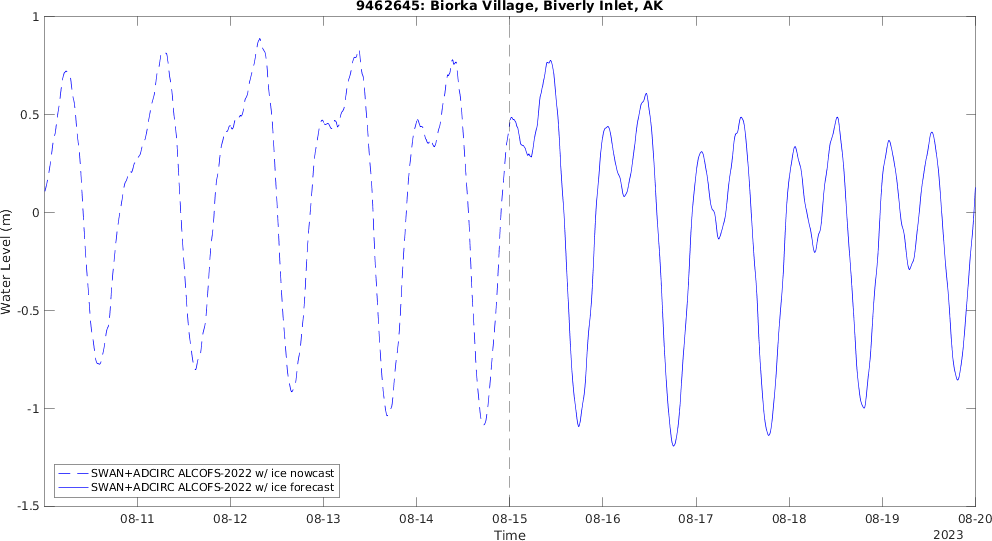 9462645: Biorka Village, Biverly Inlet, AK
1
0.5
0
-0.5
-1
-1.5
Water Level (m)
SWAN+ADCIRC ALCOFS-2022 w/ ice nowcast
SWAN+ADCIRC ALCOFS-2022 w/ ice forecast
08-11 08-12 08-13 08-14 08-15 08-16 08-17 08-18 08-19 08-20
Time
2023